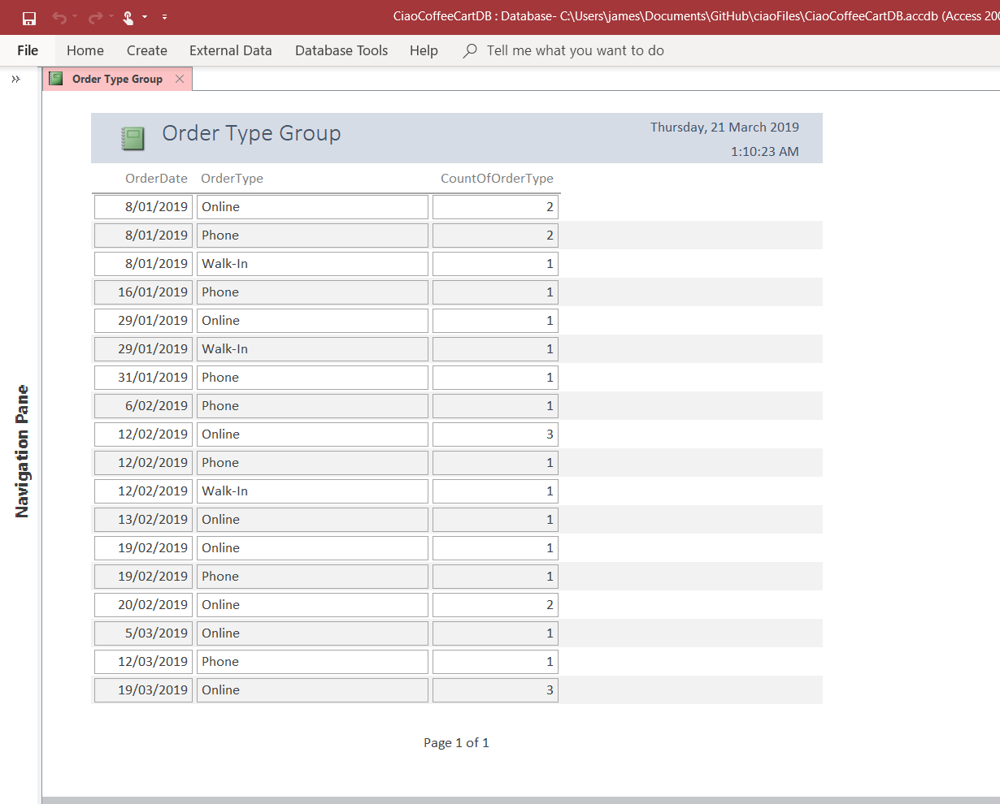 CiaoCoffeeCartDB : Database- C:\Users\james\Documents\GitHub\ciaoFiles\CiaoCoffeeCartDB.accdb (Access 200
File Home Create External Data Database Tools Help Tell me what you want to do
Order Type Group
Navigation Pane
Order Type Group
Thursday, 21 March 2019
1:10:23 AM
OrderDate OrderType CountOfOrderType
8/01/2019 Online 2
8/01/2019 Phone 2
8/01/2019 Walk-In 1
16/01/2019 Phone 1
29/01/2019 Online 1
29/01/2019 Walk-In 1
31/01/2019 Phone 1
6/02/2019 Phone 1
12/02/2019 Online 3
12/02/2019 Phone 1
12/02/2019 Walk-In 1
13/02/2019 Online 1
19/02/2019 Online 1
19/02/2019 Phone 1
20/02/2019 Online 2
5/03/2019 Online 1
12/03/2019 Phone 1
19/03/2019 Online 3
Page 1 of 1